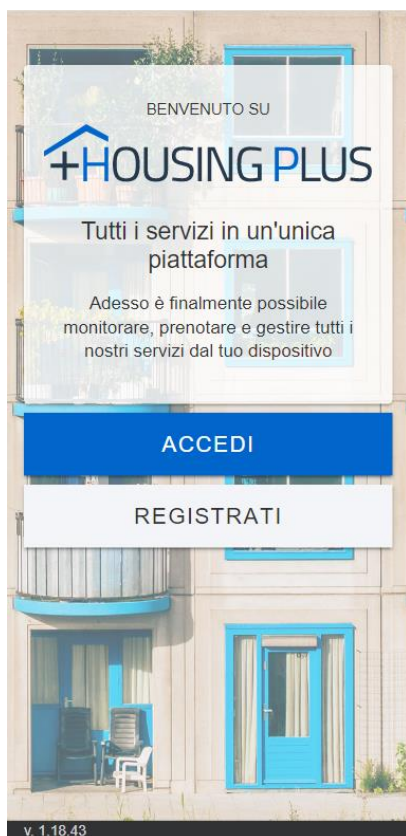 BENVENUTO SU
+HOUSING PLUS
Tutti i servizi in un'unica
piattaforma
Adesso è finalmente possibile
monitorare, prenotare e gestire tutti i
nostri servizi dal tuo dispositivo
ACCEDI
REGISTRATI
v. 1.18.43